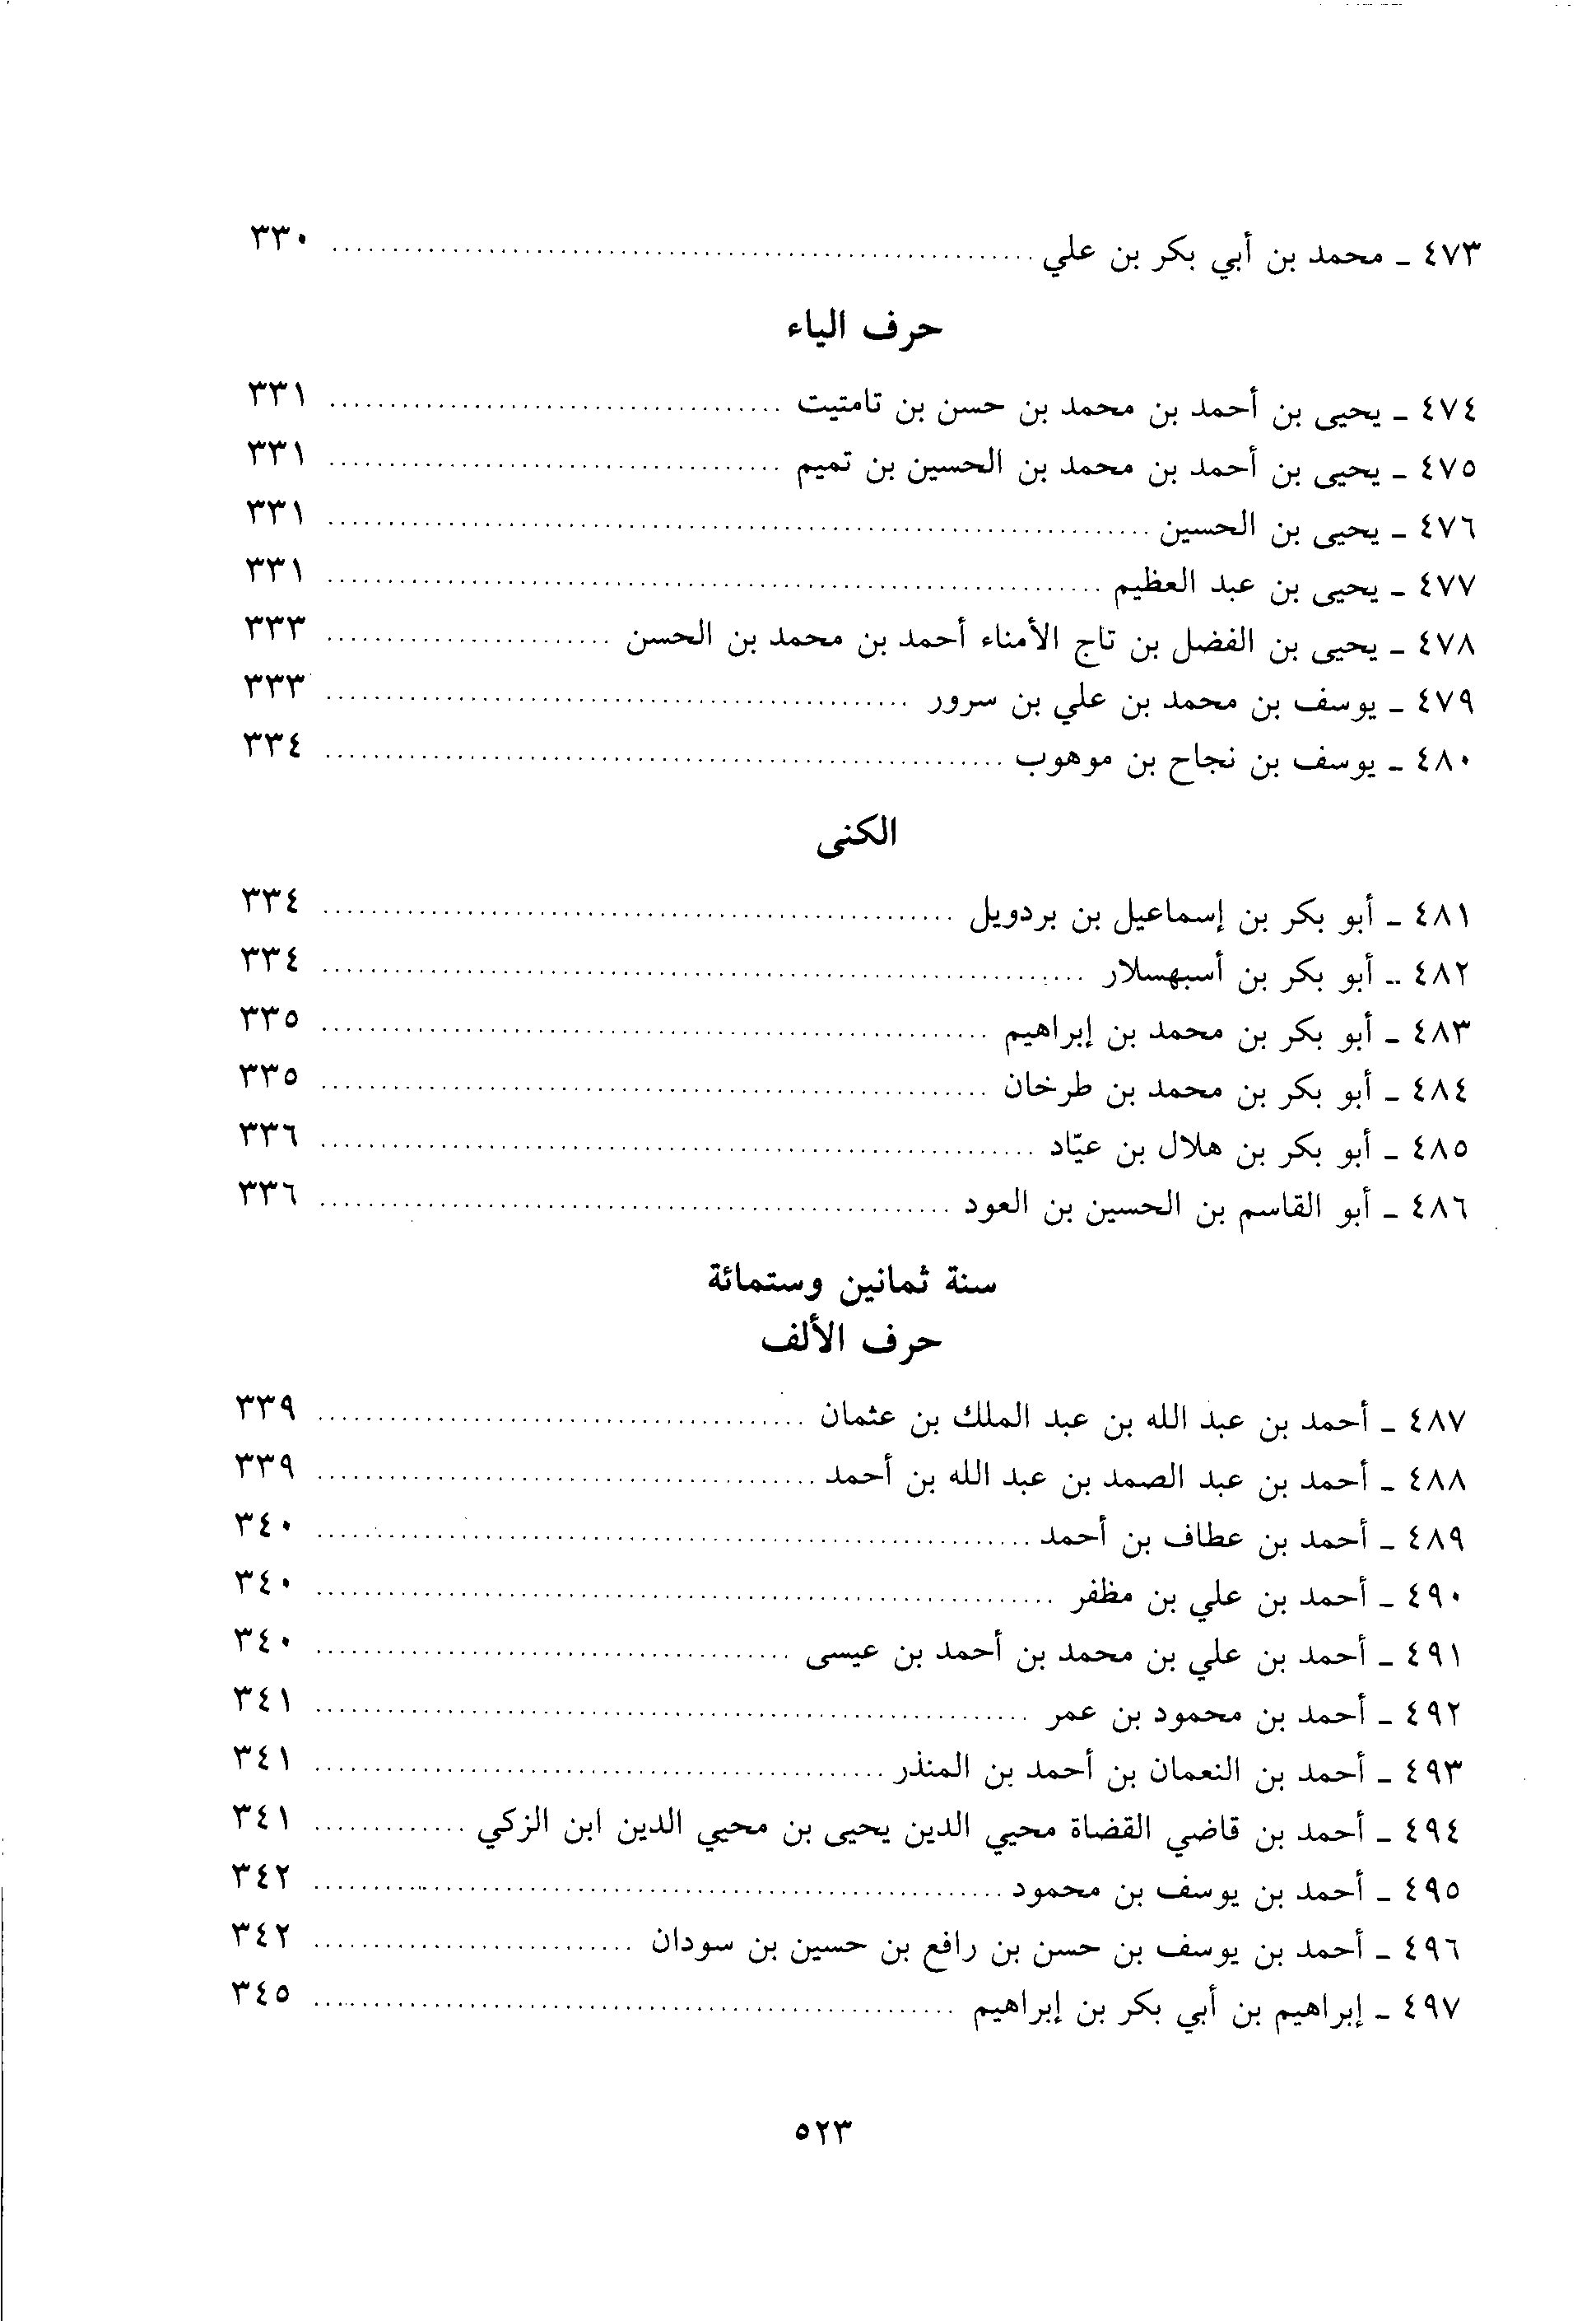 ٤٧٣ ـ محمد بن أبي بكر بن علي ........ ٣٣٠
حرف الياء
٤٧٤ ـ يحيى بن أحمد بن محمد بن حسن بن تامتيت ........ ٣٣١
٤٧٥ ـ يحيى بن أحمد بن محمد بن الحسين بن تميم ........ ٣٣١
٤٧٦ ـ يحيى بن الحسين ........ ٣٣١
٤٧٧ ـ يحيى بن عبد العظيم ........ ٣٣١
٤٧٨ ـ يحيى بن الفضل بن تاج الأمناء أحمد بن محمد بن الحسن ........ ٣٣٣
٤٧٩ ـ يوسف بن محمد بن علي بن سرور ........ ٣٣٣
٤٨٠ ـ يوسف بن نجاح بن موهوب ........ ٣٣٤
الكنى
٤٨١ ـ أبو بكر بن إسماعيل بن بردويل ........ ٣٣٤
٤٨٢ ـ أبو بكر بن أسبهسلار ........ ٣٣٤
٤٨٣ ـ أبو بكر بن محمد بن إبراهيم ........ ٣٣٥
٤٨٤ ـ أبو بكر بن محمد بن طرخان ........ ٣٣٥
٤٨٥ ـ أبو بكر بن هلال بن عيّاد ........ ٣٣٦
٤٨٦ ـ أبو القاسم بن الحسين بن العود ........ ٣٣٦
سنة ثمانين وستمائة
حرف الألف
٤٨٧ ـ أحمد بن عبد الله بن عبد الملك بن عثمان ........ ٣٣٩
٤٨٨ ـ أحمد بن عبد الصمد بن عبد الله بن أحمد ........ ٣٣٩
٤٨٩ ـ أحمد بن عطاف بن أحمد ........ ٣٤٠
٤٩٠ ـ أحمد بن علي بن مظفر ........ ٣٤٠
٤٩١ ـ أحمد بن علي بن محمد بن أحمد بن عيسى ........ ٣٤٠
٤٩٢ ـ أحمد بن محمود بن عمر ........ ٣٤١
٤٩٣ ـ أحمد بن النعمان بن أحمد بن المنذر ........ ٣٤١
٤٩٤ ـ أحمد بن قاضي القضاة محيي الدين يحيى بن محيي الدين ابن الزكي ........ ٣٤١
٤٩٥ ـ أحمد بن يوسف بن محمود ........ ٣٤٢
٤٩٦ ـ أحمد بن يوسف بن حسن بن رافع بن حسين بن سودان ........ ٣٤٢
٤٩٧ ـ إبراهيم بن أبي بكر بن إبراهيم ........ ٣٤٥
٥٢٣